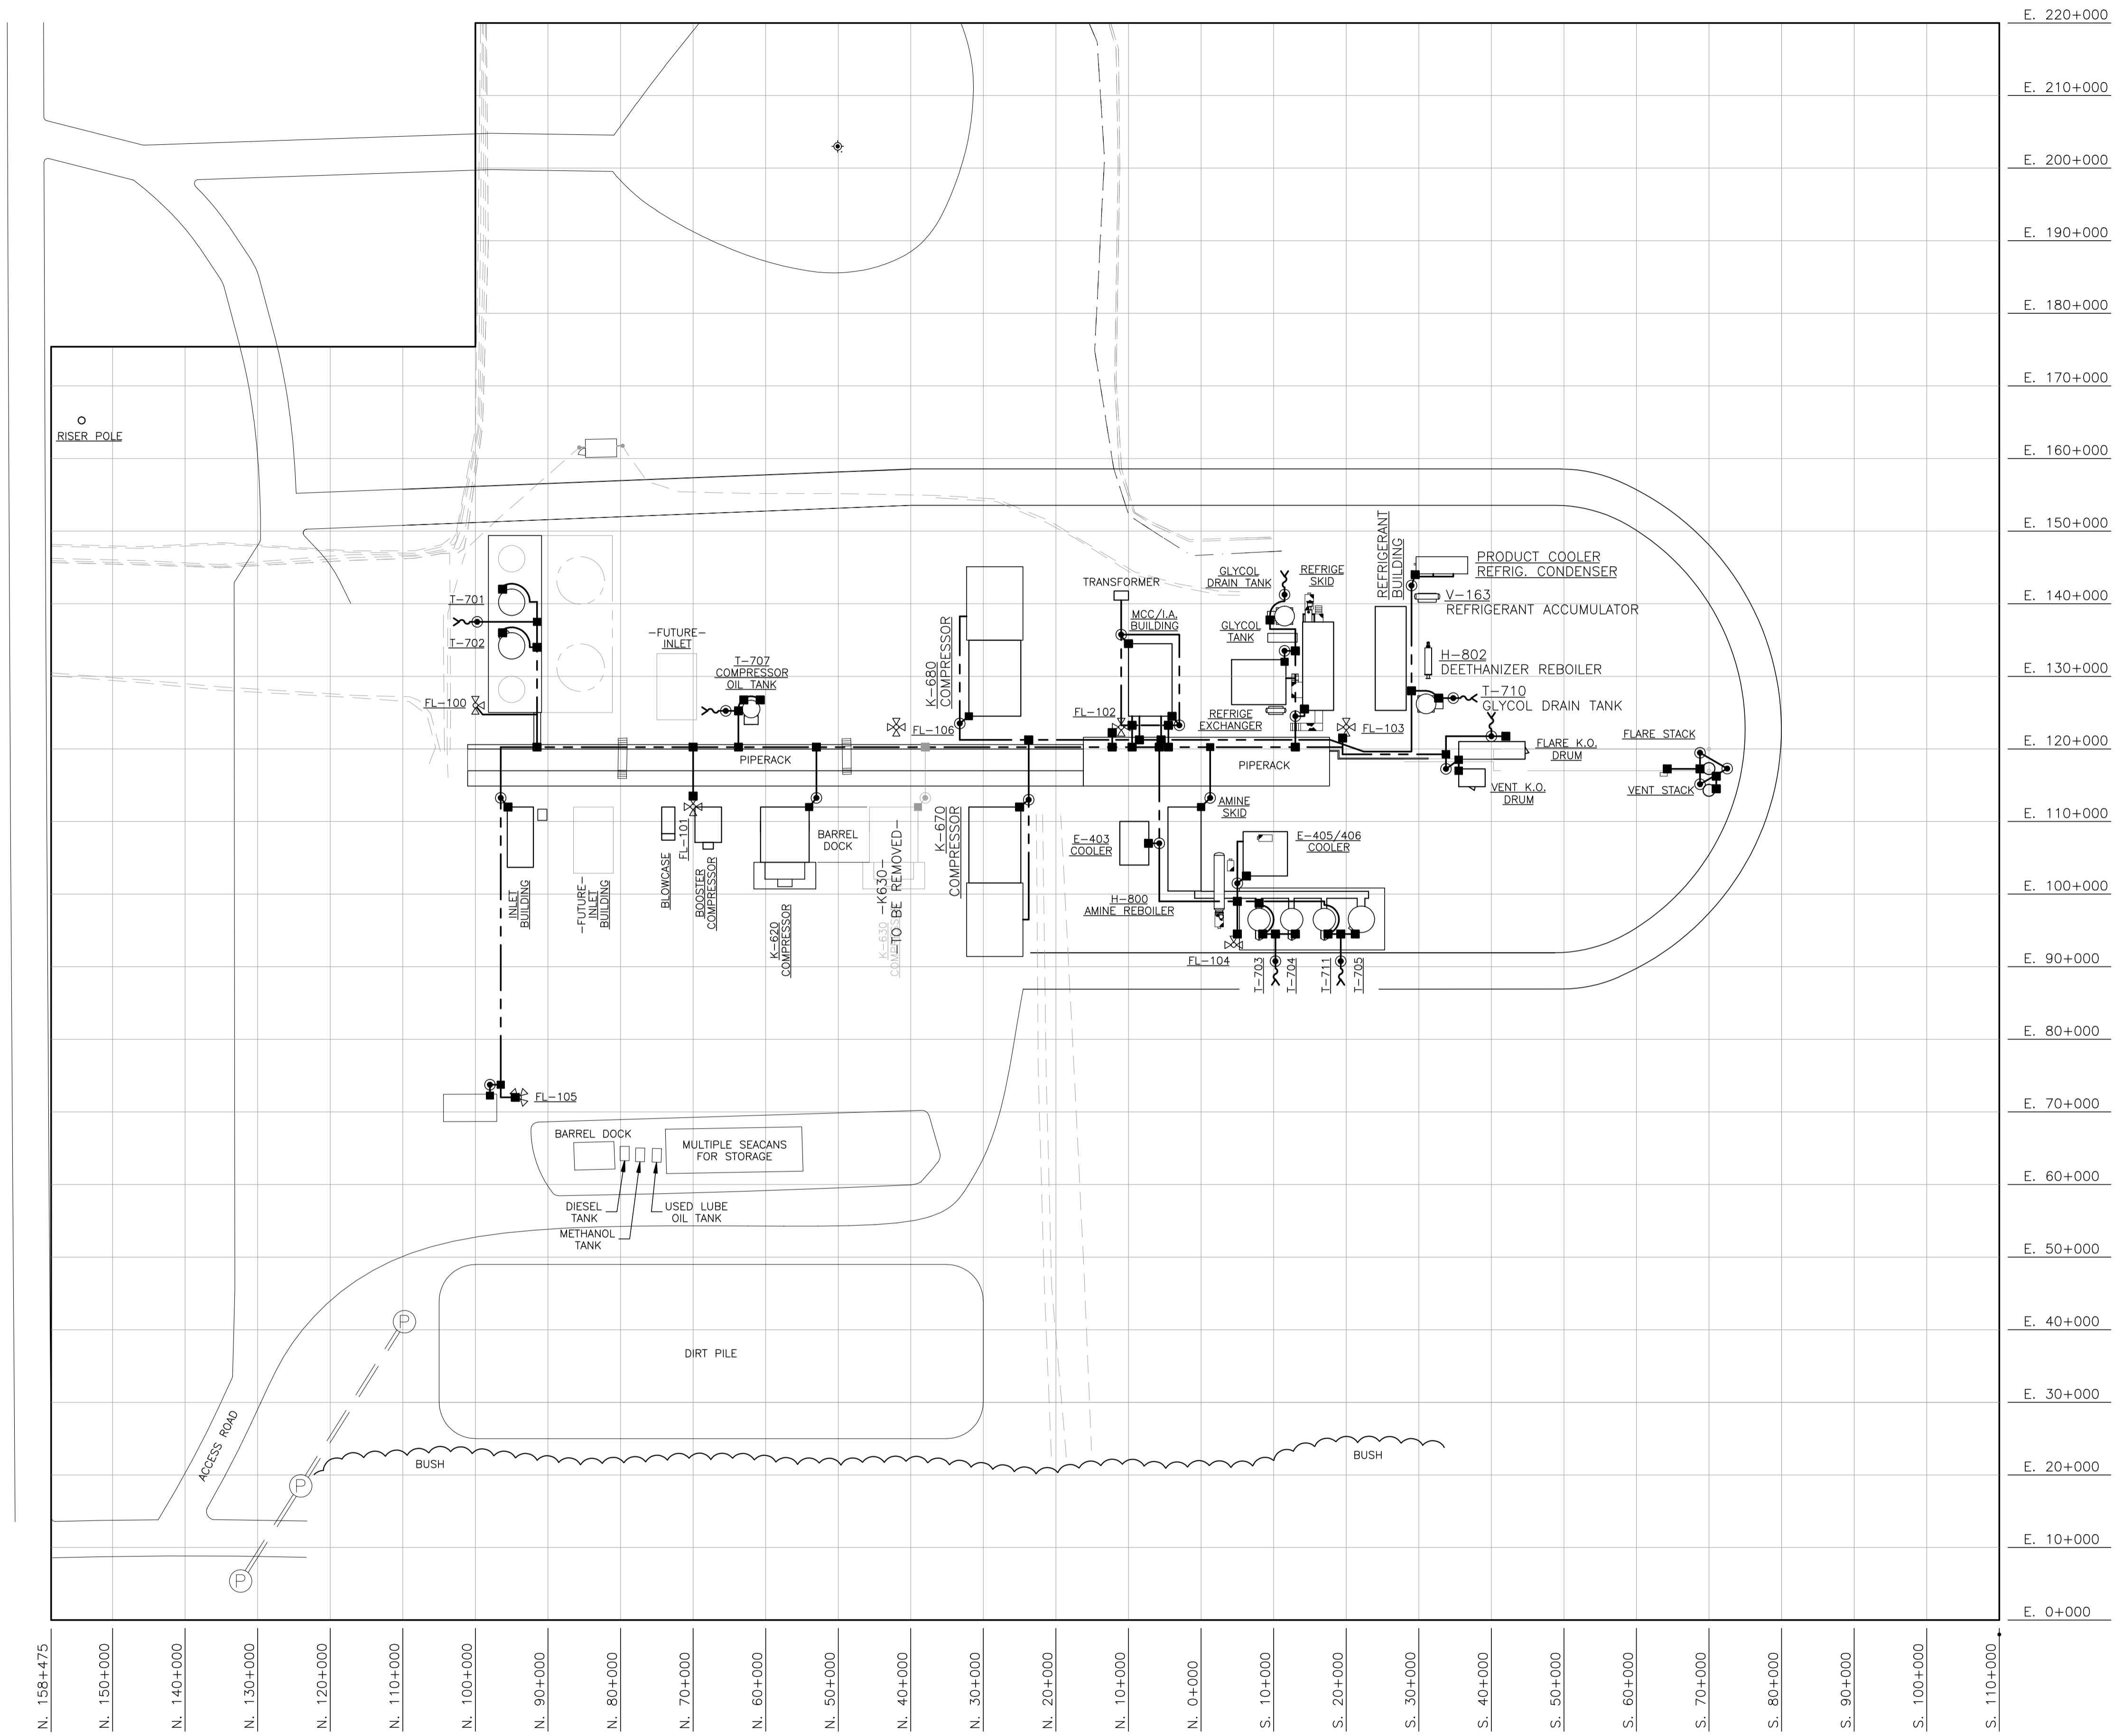 E. 220+000
E. 210+000
E. 200+000
E. 190+000
E. 180+000
E. 170+000
RISER POLE
E. 160+000
E. 150+000
REFRIGERANT
BUILDING
PRODUCT COOLER
REFRIG. CONDENSER
GLYCOL
DRAIN TANK
REFRIGE
SKID
TRANSFORMER
V-163
REFRIGERANT ACCUMULATOR
E. 140+000
T-701
T-702
-FUTURE-
INLET
MCC/I.A.
BUILDING
GLYCOL
TANK
K-680
COMPRESSOR
T-707
COMPRESSOR
OIL TANK
H-802
DEETHANIZER REBOILER
E. 130+000
T-710
GLYCOL DRAIN TANK
FL-100
FL-106
FL-102
REFRIGE
EXCHANGER
FL-103
FLARE STACK
E. 120+000
FLARE K.O.
DRUM
PIPERACK
PIPERACK
VENT K.O.
DRUM
VENT STACK
E. 110+000
AMINE
SKID
FL-101
BARREL
DOCK
-K630-
-TO BE REMOVED-
K-630
COMPRESSOR
K-670
COMPRESSOR
E-403
COOLER
E-405/406
COOLER
BLOWCASE
BOOSTER
COMPRESSOR
INLET
BUILDING
-FUTURE-
INLET
BUILDING
K-620
COMPRESSOR
H-800
AMINE REBOILER
E. 100+000
FL-104
T-703
T-704
T-711
T-705
E. 90+000
E. 80+000
FL-105
E. 70+000
BARREL DOCK
MULTIPLE SEACANS
FOR STORAGE
E. 60+000
DIESEL
TANK
USED LUBE
OIL TANK
METHANOL
TANK
E. 50+000
P
E. 40+000
DIRT PILE
E. 30+000
ACCESS ROAD
BUSH
BUSH
P
E. 20+000
E. 10+000
P
E. 0+000
N. 158+475
N. 150+000
N. 140+000
N. 130+000
N. 120+000
N. 110+000
N. 100+000
N. 90+000
N. 80+000
N. 70+000
N. 60+000
N. 50+000
N. 40+000
N. 30+000
N. 20+000
N. 10+000
N. 0+000
S. 10+000
S. 20+000
S. 30+000
S. 40+000
S. 50+000
S. 60+000
S. 70+000
S. 80+000
S. 90+000
S. 100+000
S. 110+000